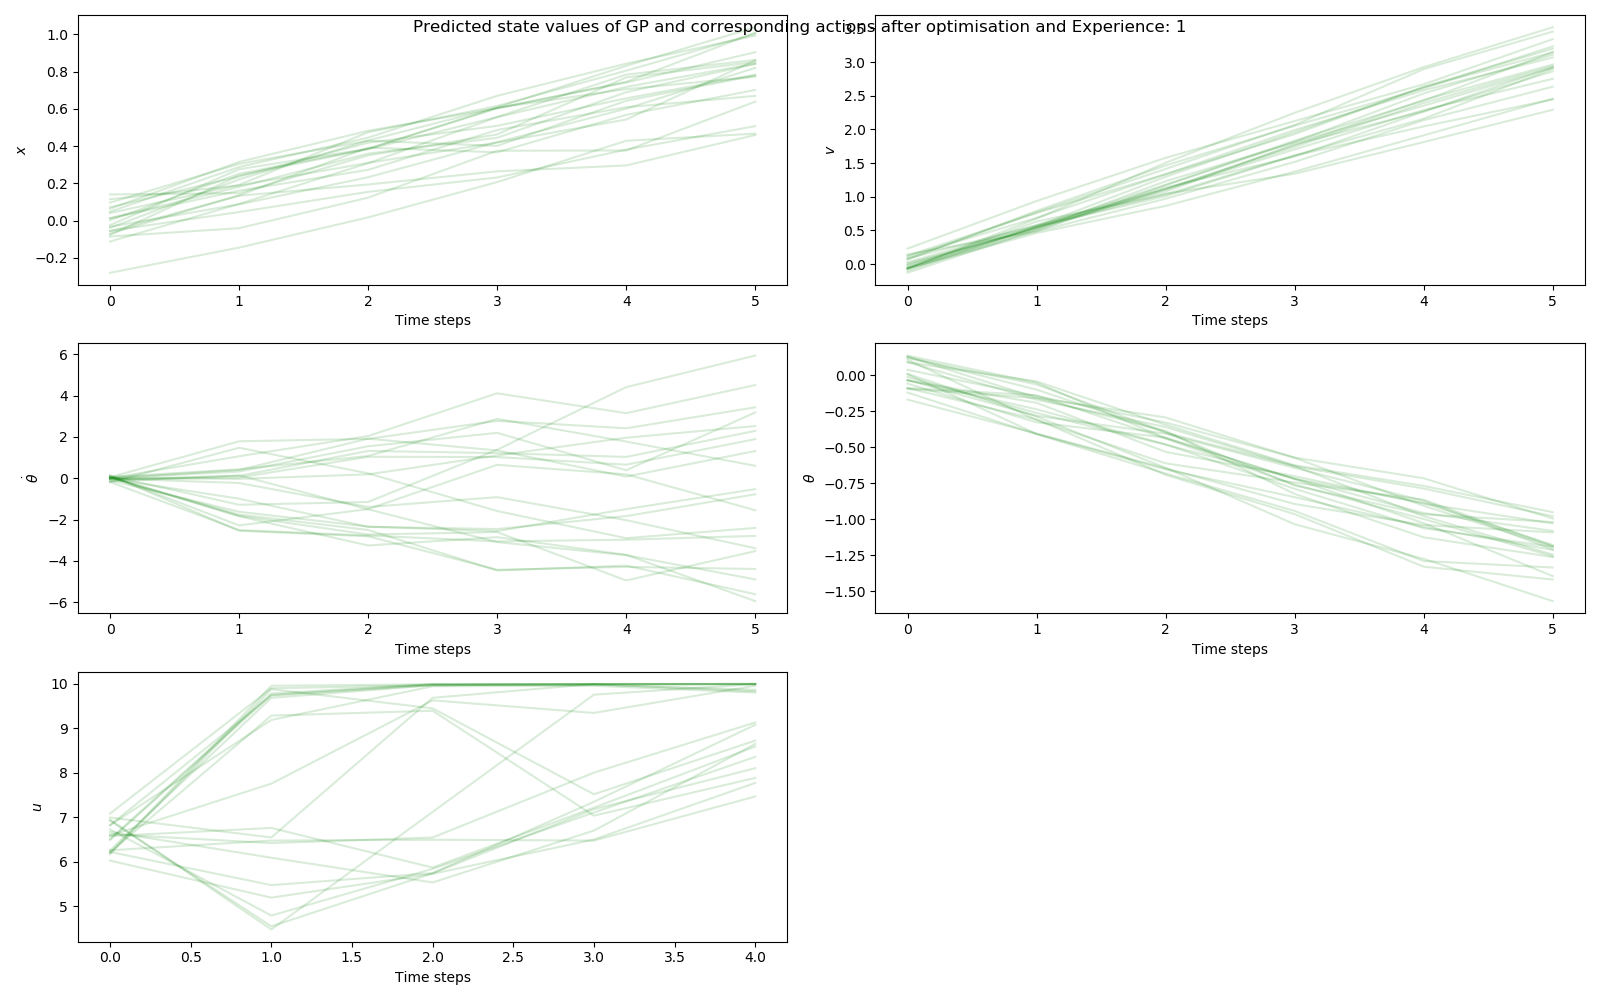 Predicted state values of GP and corresponding actions after optimisation and Experience: 1
1.0
0.8
0.6
0.4
0.2
0.0
−0.2
x
0 1 2 3 4 5
Time steps
3.5
3.0
2.5
2.0
1.5
1.0
0.5
0.0
v
0 1 2 3 4 5
Time steps
6
4
2
0
−2
−4
−6
θ̇
0 1 2 3 4 5
Time steps
0.00
−0.25
−0.50
−0.75
−1.00
−1.25
−1.50
θ
0 1 2 3 4 5
Time steps
10
9
8
7
6
5
u
0.0 0.5 1.0 1.5 2.0 2.5 3.0 3.5 4.0
Time steps